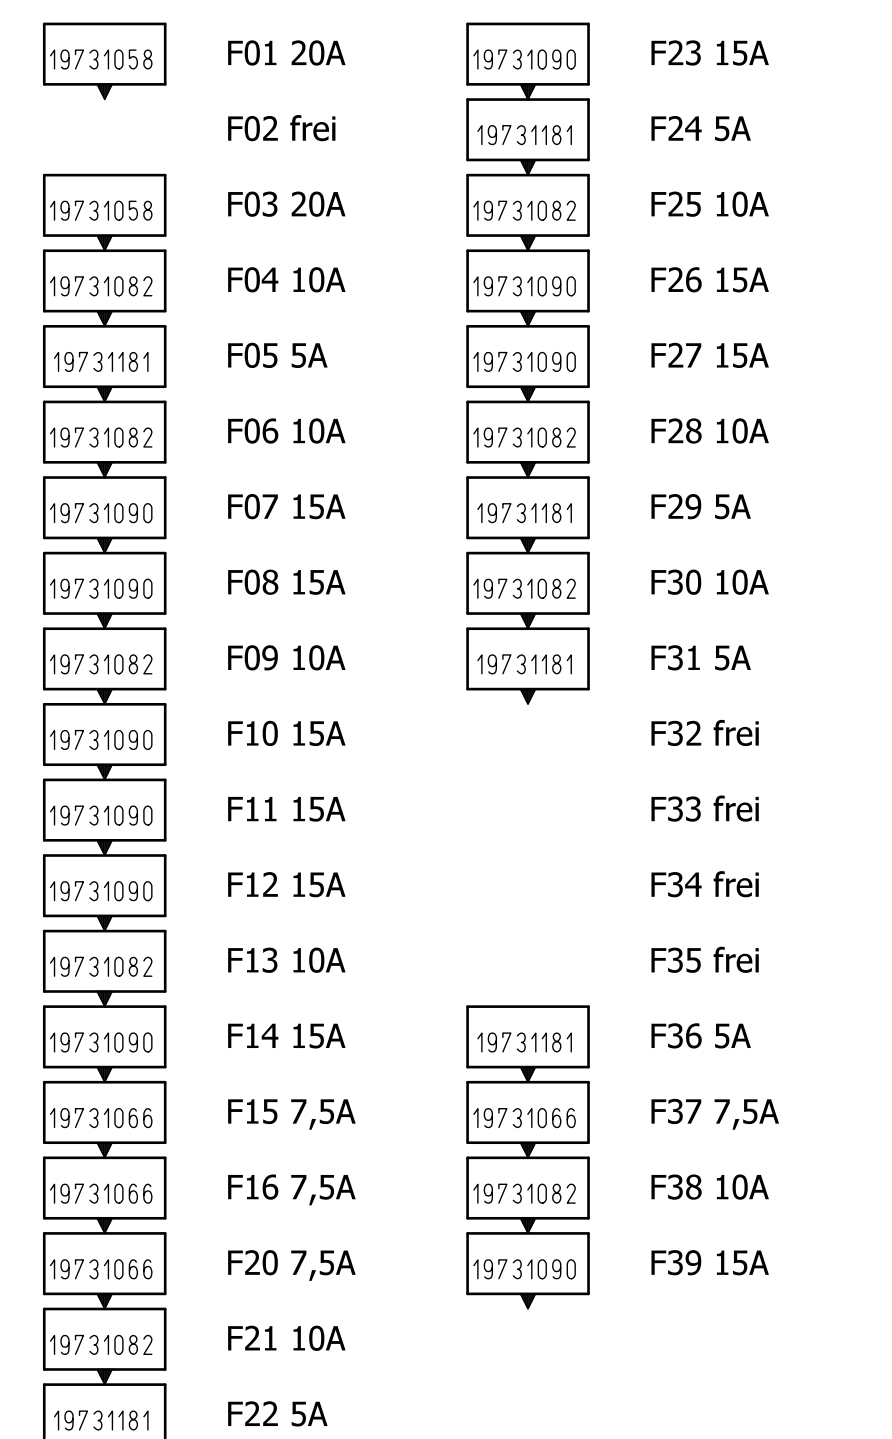 19731058 F01 20A
F02 frei
19731058 F03 20A
19731082 F04 10A
19731181 F05 5A
19731082 F06 10A
19731090 F07 15A
19731090 F08 15A
19731082 F09 10A
19731090 F10 15A
19731090 F11 15A
19731090 F12 15A
19731082 F13 10A
19731090 F14 15A
19731066 F15 7,5A
19731066 F16 7,5A
19731066 F20 7,5A
19731082 F21 10A
19731181 F22 5A
19731090 F23 15A
19731181 F24 5A
19731082 F25 10A
19731090 F26 15A
19731090 F27 15A
19731082 F28 10A
19731181 F29 5A
19731082 F30 10A
19731181 F31 5A
F32 frei
F33 frei
F34 frei
F35 frei
19731181 F36 5A
19731066 F37 7,5A
19731082 F38 10A
19731090 F39 15A